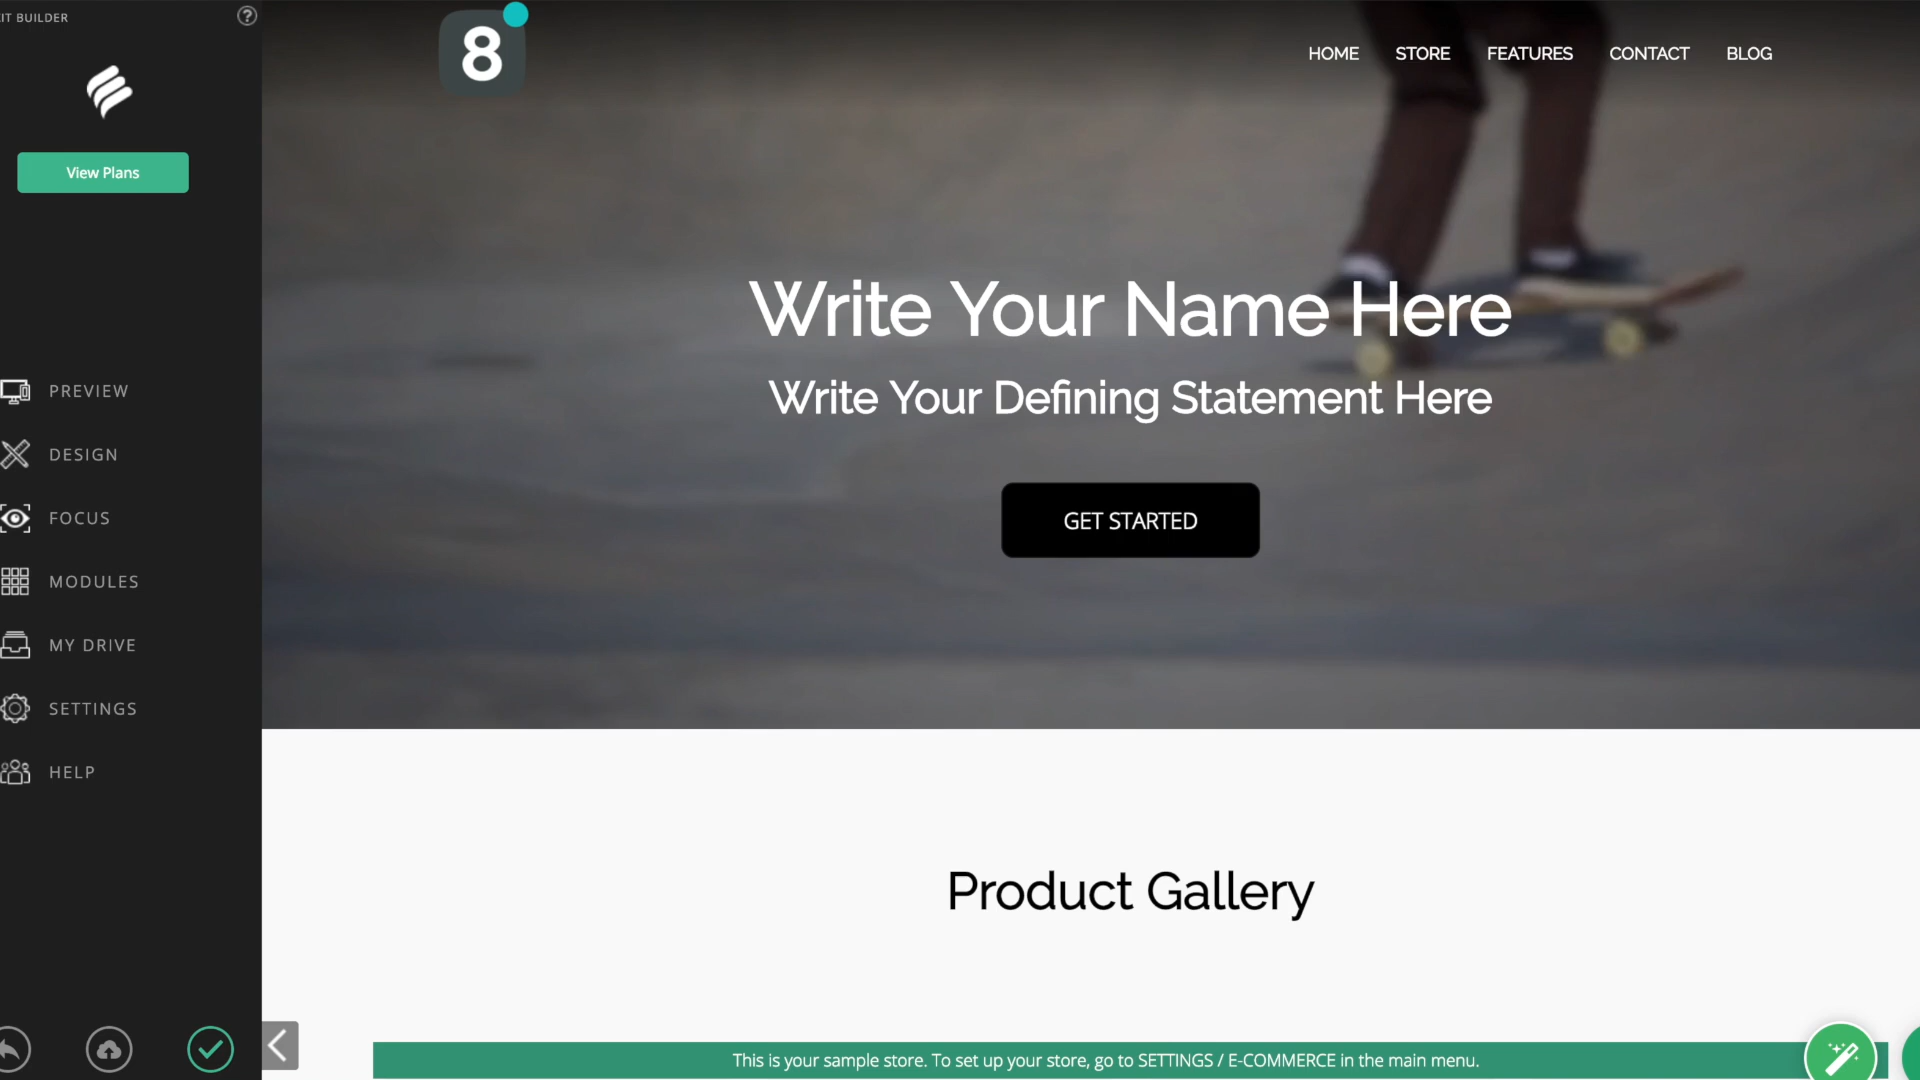 IT BUILDER
?
View Plans
PREVIEW
DESIGN
FOCUS
MODULES
MY DRIVE
SETTINGS
HELP
8
HOME STORE FEATURES CONTACT BLOG
Write Your Name Here
Write Your Defining Statement Here
GET STARTED
Product Gallery
This is your sample store. To set up your store, go to SETTINGS / E-COMMERCE in the main menu.